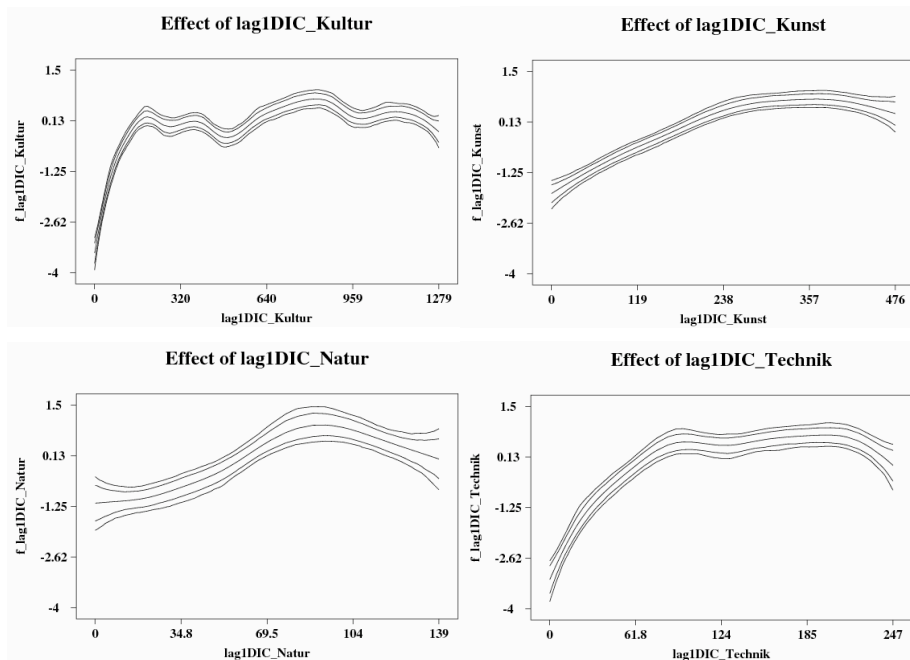 Effect of lag1DIC_Kultur
1.5
0.13
-1.25
-2.62
-4
f_lag1DIC_Kultur
0 320 640 959 1279
lag1DIC_Kultur
Effect of lag1DIC_Kunst
1.5
0.13
-1.25
-2.62
-4
f_lag1DIC_Kunst
0 119 238 357 476
lag1DIC_Kunst
Effect of lag1DIC_Natur
1.5
0.13
-1.25
-2.62
-4
f_lag1DIC_Natur
0 34.8 69.5 104 139
lag1DIC_Natur
Effect of lag1DIC_Technik
1.5
0.13
-1.25
-2.62
-4
f_lag1DIC_Technik
0 61.8 124 185 247
lag1DIC_Technik